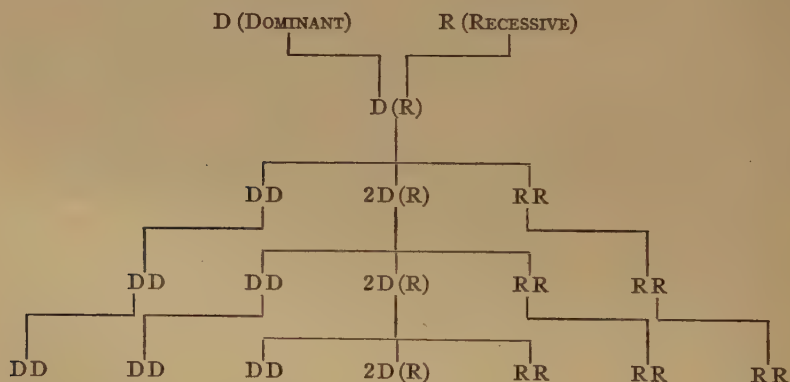 D (DOMINANT) R (RECESSIVE)
D (R)
DD 2D(R) RR
DD DD 2D(R) RR RR
DD DD DD 2D(R) RR RR RR